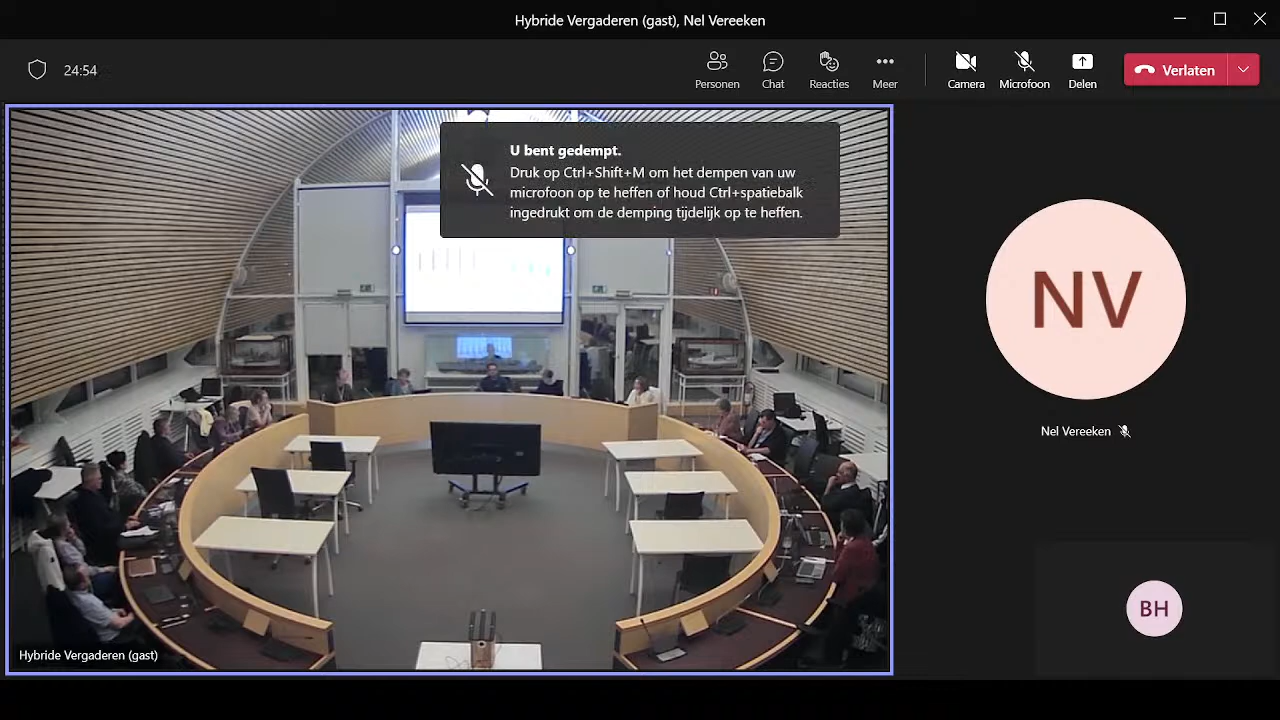 Hybride Vergaderen (gast), Nel Vereeken
24:54
Personen
Chat
Reacties
Meer
Camera
Microfoon
Delen
Verlaten
U bent gedempt.
Druk op Ctrl+Shift+M om het dempen van uw
microfoon op te heffen of houd Ctrl+spatiebalk
ingedrukt om de demping tijdelijk op te heffen.
NV
Nel Vereeken
BH
Hybride Vergaderen (gast)